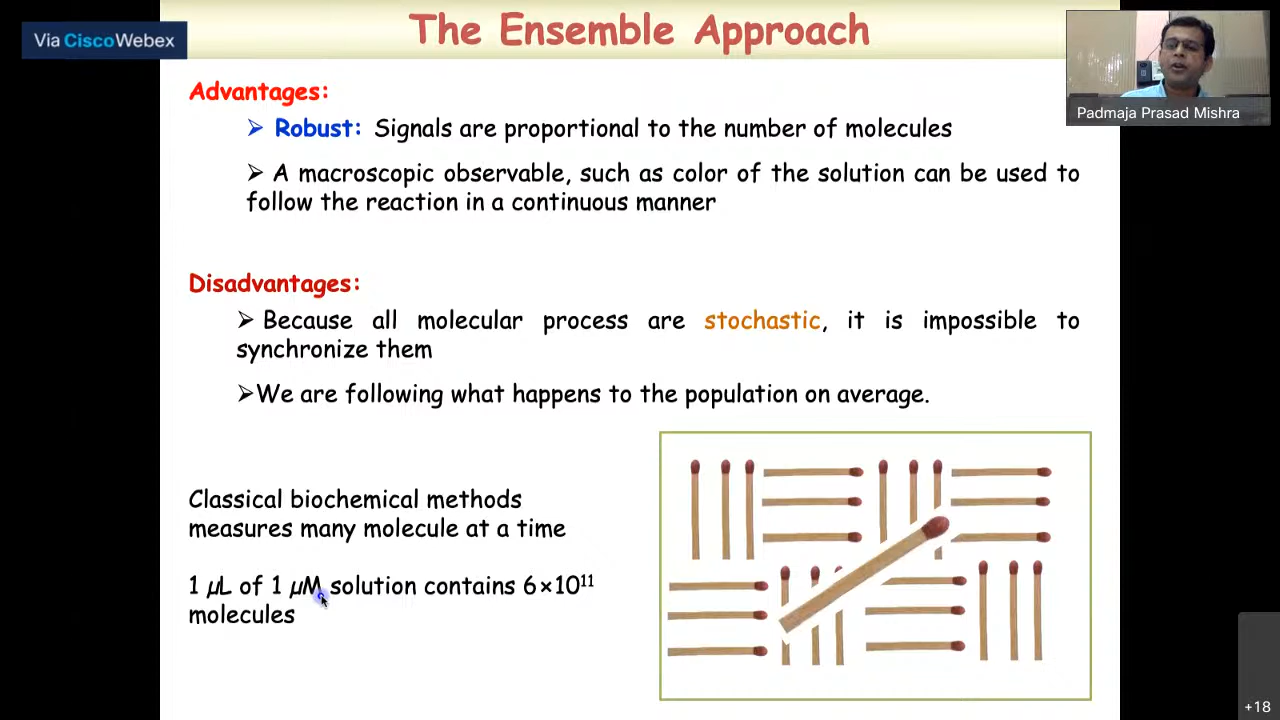 The Ensemble Approach
Via CiscoWebex
Padmaja Prasad Mishra
Advantages:
➢ Robust: Signals are proportional to the number of molecules
➢ A macroscopic observable, such as color of the solution can be used to
follow the reaction in a continuous manner
Disadvantages:
➢ Because all molecular process are stochastic, it is impossible to
synchronize them
➢We are following what happens to the population on average.
Classical biochemical methods
measures many molecule at a time
1 µL of 1 µM solution contains 6×10¹¹
molecules
+18